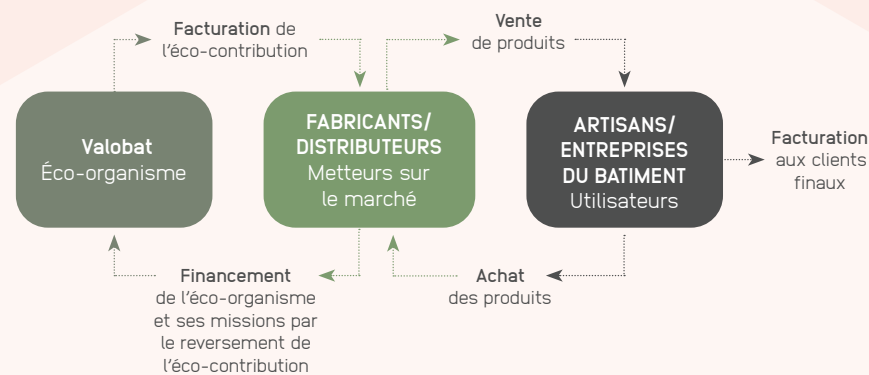 Facturation de
l'éco-contribution
Vente
de produits
Valobat
Éco-organisme
FABRICANTS/
DISTRIBUTEURS
Metteurs sur
le marché
ARTISANS/
ENTREPRISES
DU BATIMENT
Utilisateurs
Facturation
aux clients
finaux
Financement
de l'éco-organisme
et ses missions par
le reversement de
l'éco-contribution
Achat
des produits